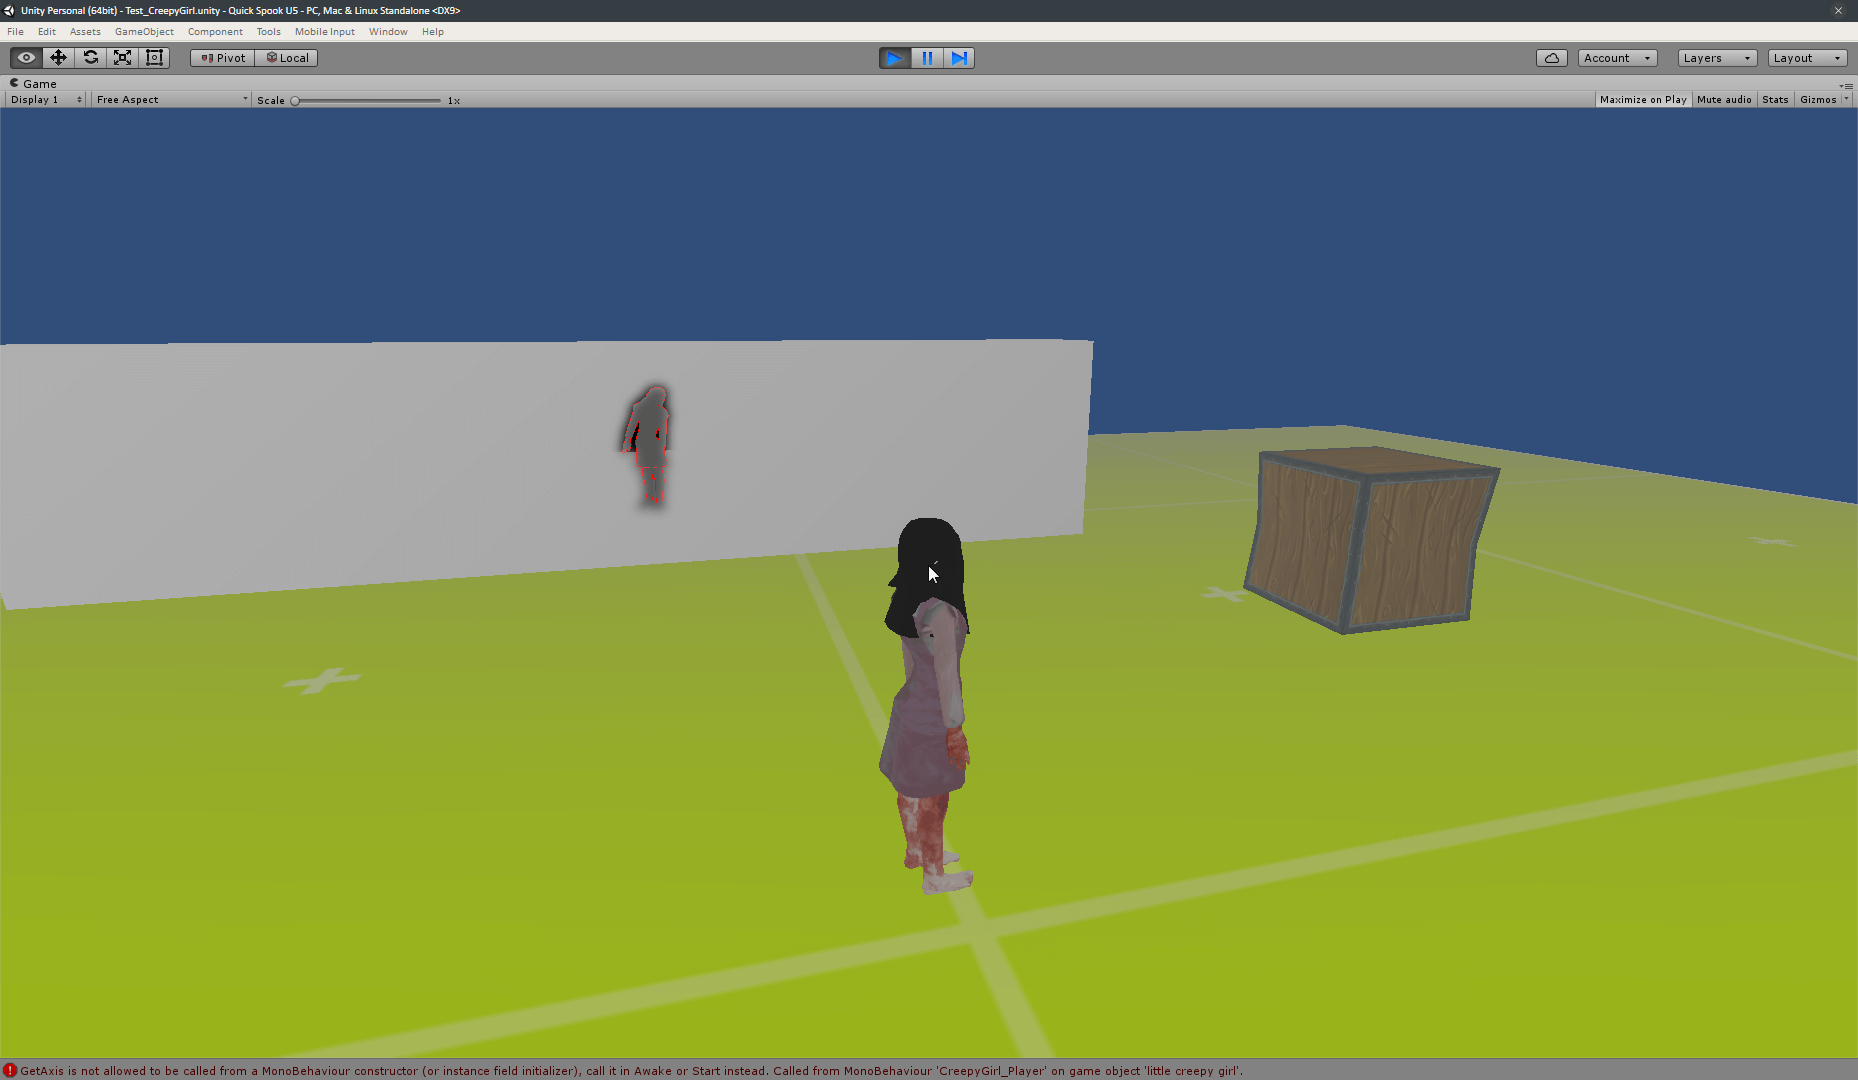 Unity Personal (64bit) - Test_CreepyGirl.unity - Quick Spook U5 - PC, Mac & Linux Standalone <DX9>
File Edit Assets GameObject Component Tools Mobile Input Window Help
Pivot Local Account Layers Layout
Game
Display 1 Free Aspect Scale 1x Maximize on Play Mute audio Stats Gizmos
GetAxis is not allowed to be called from a MonoBehaviour constructor (or instance field initializer), call it in Awake or Start instead. Called from MonoBehaviour 'CreepyGirl_Player' on game object 'little creepy girl'.